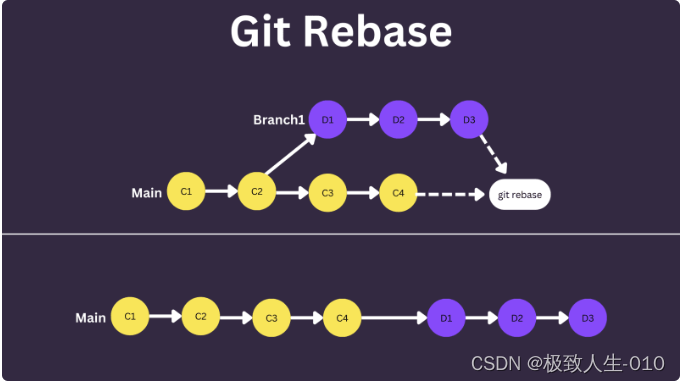 Git Rebase
Branch1 D1 D2 D3
Main C1 C2 C3 C4 git rebase
Main C1 C2 C3 C4 D1 D2 D3
CSDN @极致人生-010